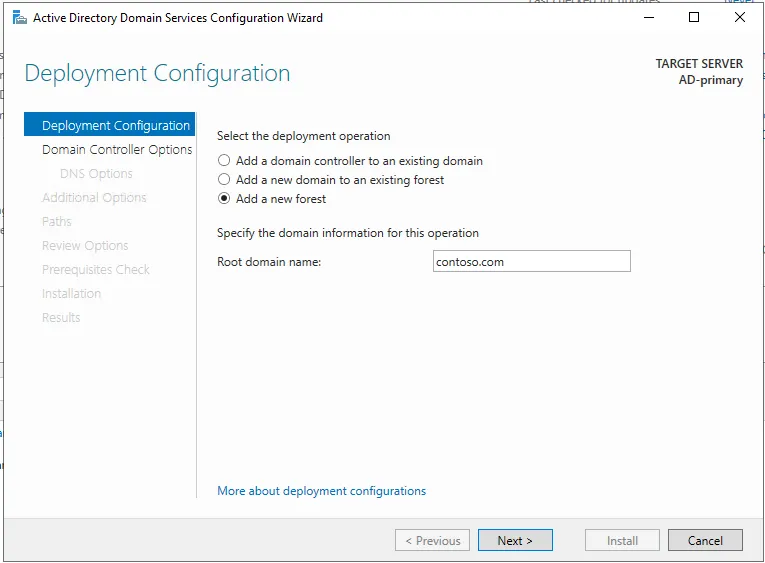 Active Directory Domain Services Configuration Wizard
Deployment Configuration
TARGET SERVER
AD-primary
Deployment Configuration
Domain Controller Options
DNS Options
Additional Options
Paths
Review Options
Prerequisites Check
Installation
Results
Select the deployment operation
Add a domain controller to an existing domain
Add a new domain to an existing forest
Add a new forest
Specify the domain information for this operation
Root domain name: contoso.com
More about deployment configurations
< Previous Next > Install Cancel